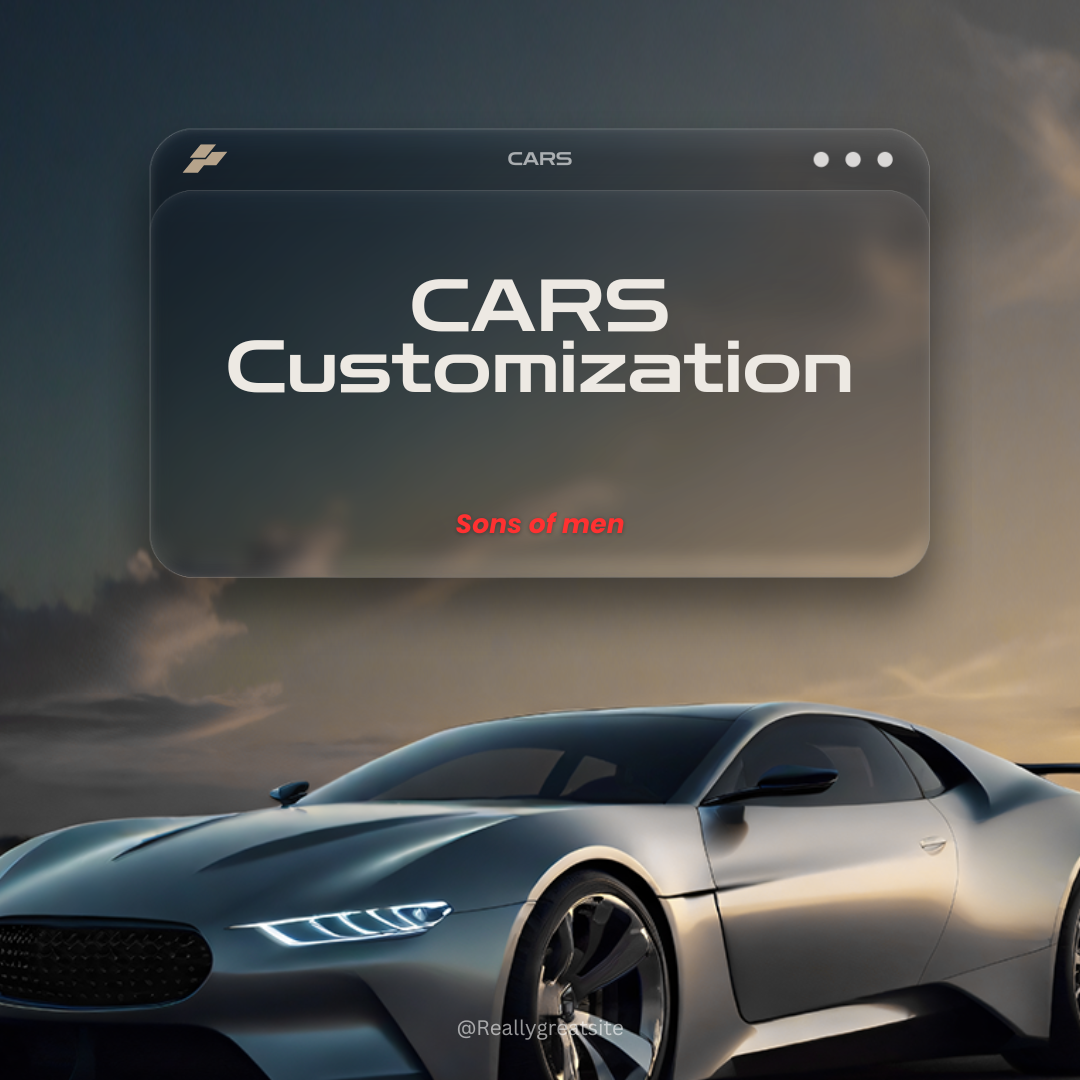 CARS
CARS
Customization
Sons of men
@Reallygreatsite